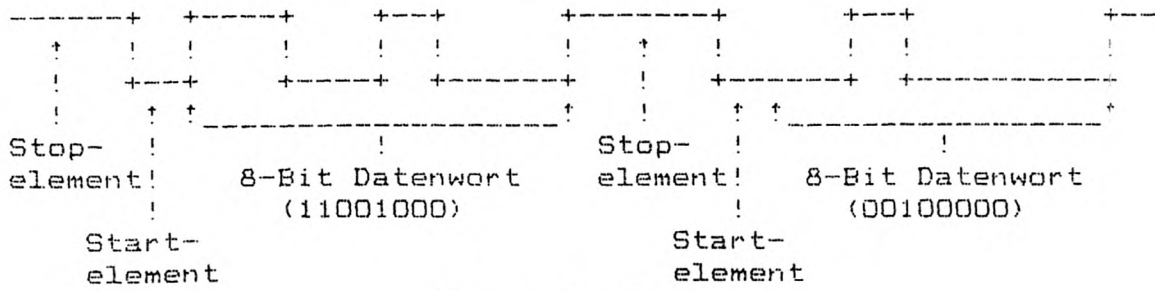 Stop- Stop-
element 8-Bit Datenwort element 8-Bit Datenwort
(11001000) (00100000)
Start- Start-
element element